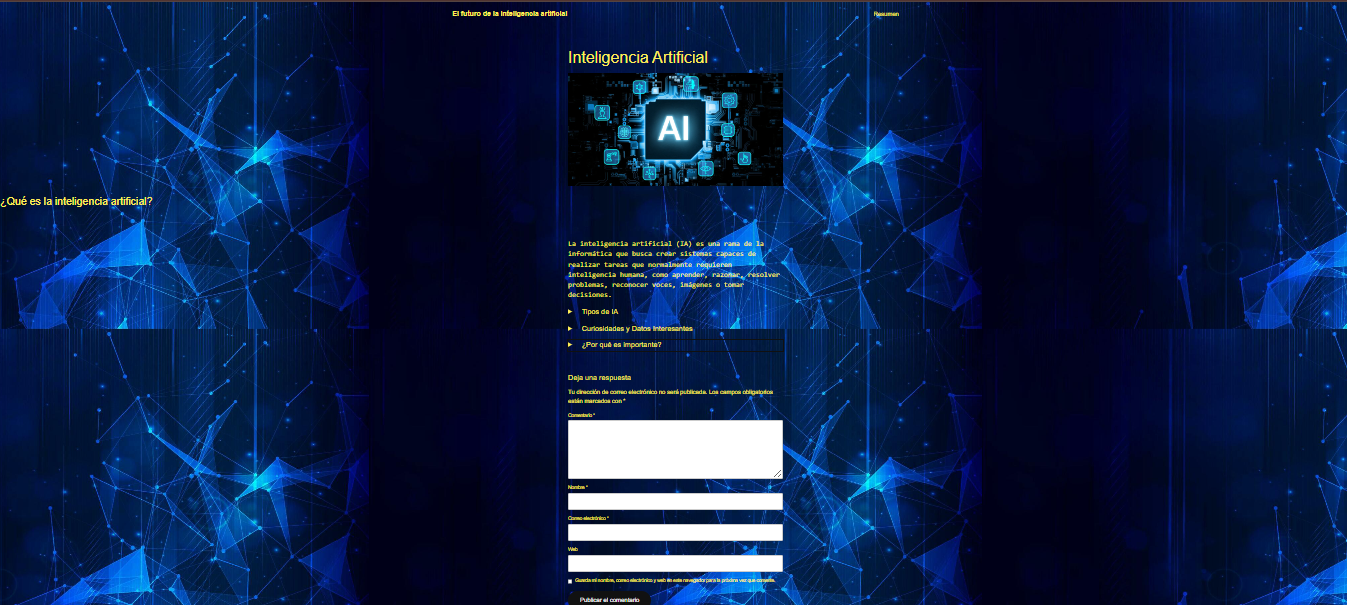 El futuro de la inteligencia artificial
Resumen
Inteligencia Artificial
AI
¿Qué es la inteligencia artificial?
La inteligencia artificial (IA) es una rama de la
informática que busca crear sistemas capaces de
realizar tareas que normalmente requieren
inteligencia humana, como aprender, razonar, resolver
problemas, reconocer voces, imágenes o tomar
decisiones.
Tipos de IA
Curiosidades y Datos Interesantes
¿Por qué es importante?
Deja una respuesta
Tu dirección de correo electrónico no será publicada. Los campos obligatorios
están marcados con *
Comentario *
Nombre *
Correo electrónico *
Web
Guarda mi nombre, correo electrónico y web en este navegador para la próxima vez que comente.
Publicar el comentario